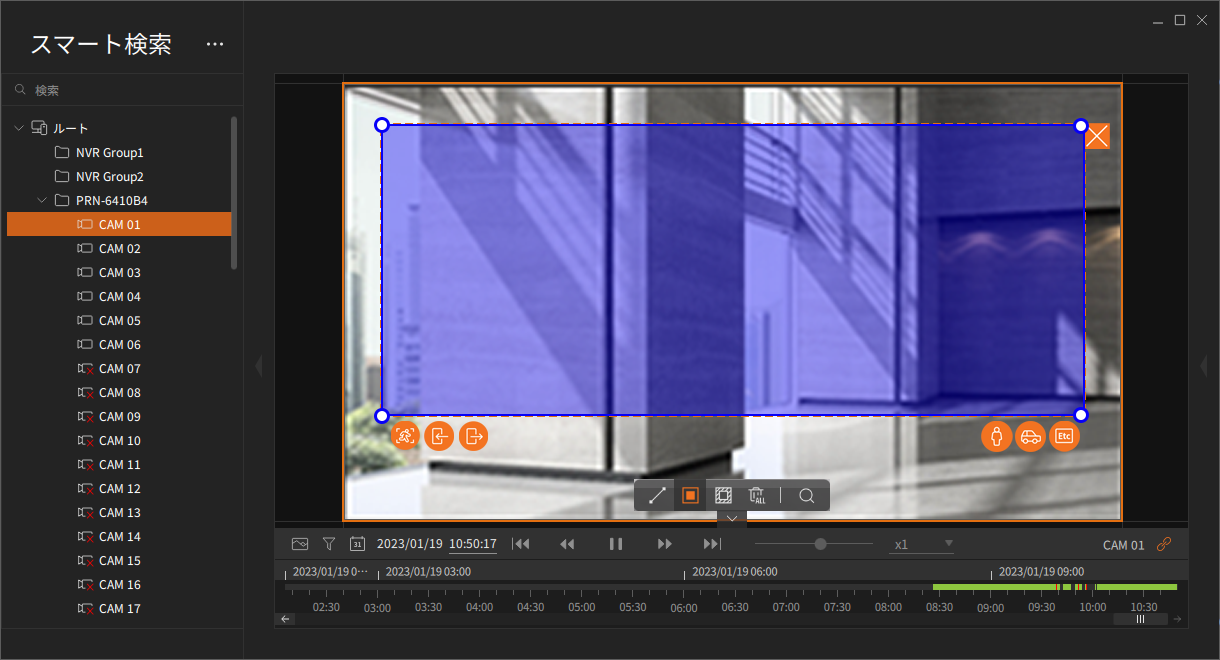 スマート検索 ···
検索
ルート
NVR Group1
NVR Group2
PRN-6410B4
CAM 01
CAM 02
CAM 03
CAM 04
CAM 05
CAM 06
CAM 07
CAM 08
CAM 09
CAM 10
CAM 11
CAM 12
CAM 13
CAM 14
CAM 15
CAM 16
CAM 17
Etc
ALL
31 2023/01/19 10:50:17 x1 CAM 01
2023/01/19 0··· 2023/01/19 03:00 2023/01/19 06:00 2023/01/19 09:00
02:30 03:00 03:30 04:00 04:30 05:00 05:30 06:00 06:30 07:00 07:30 08:00 08:30 09:00 09:30 10:00 10:30